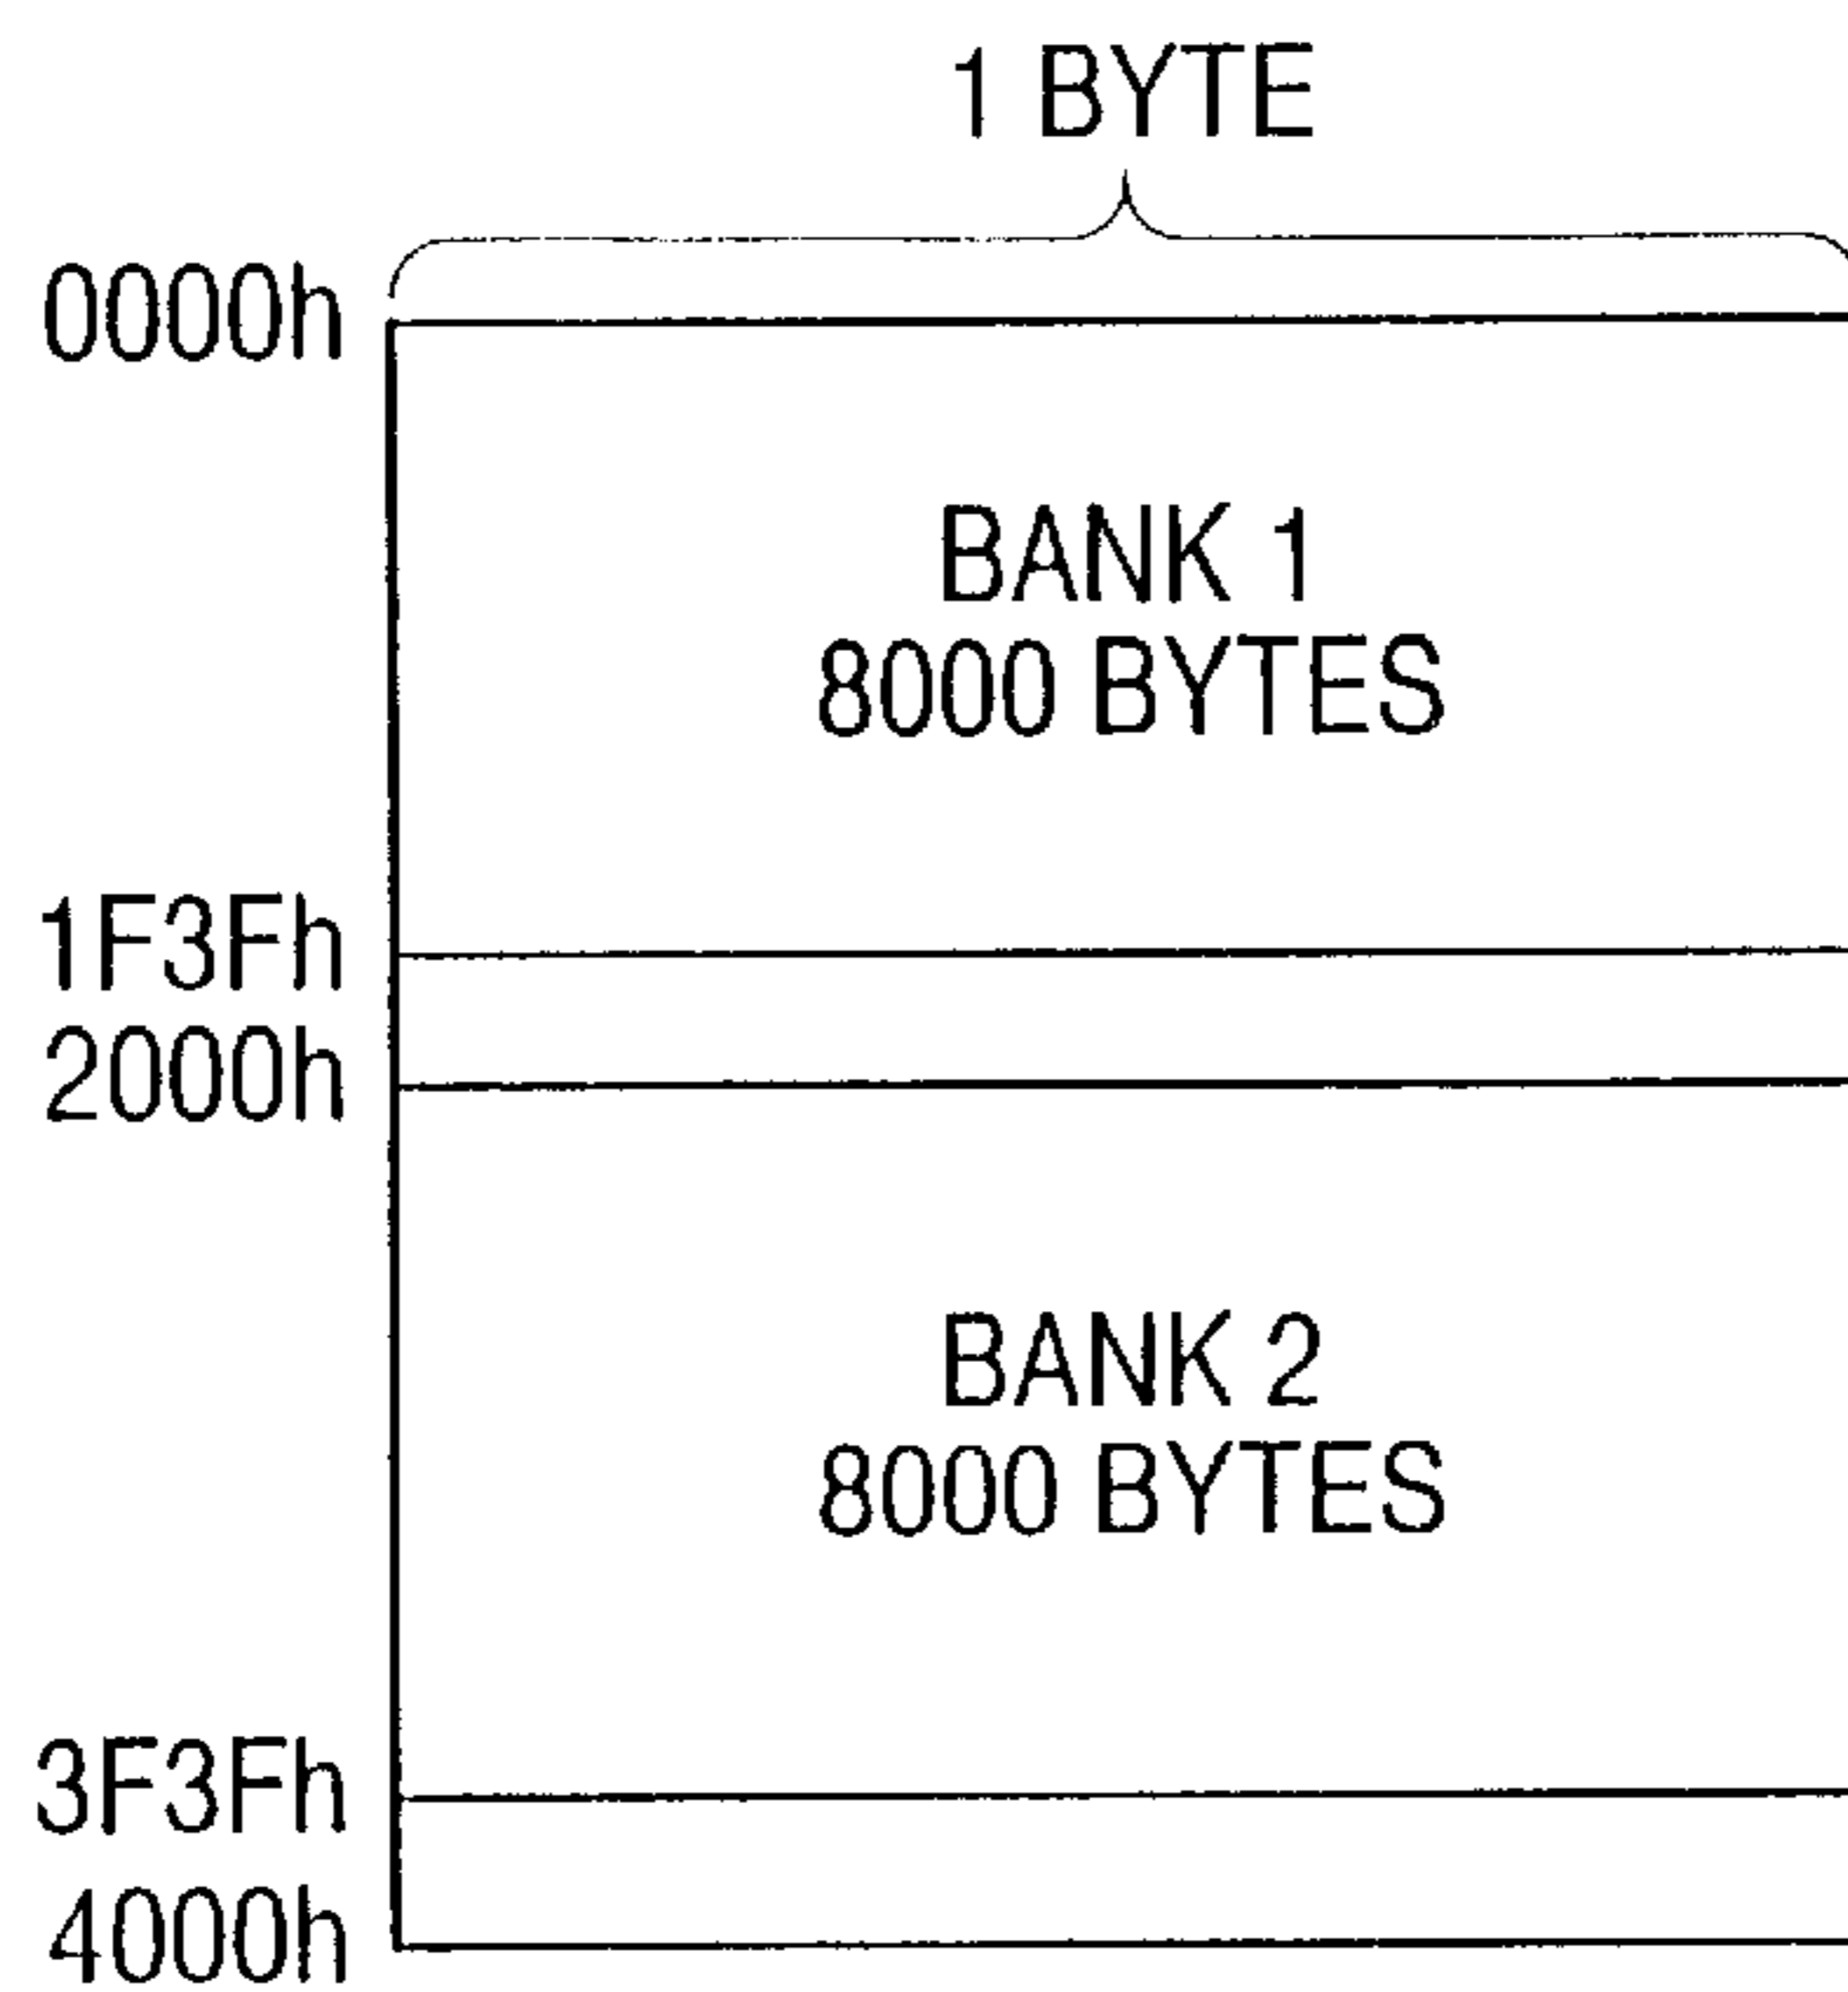 1 BYTE
0000h
BANK 1
8000 BYTES
1F3Fh
2000h
BANK 2
8000 BYTES
3F3Fh
4000h